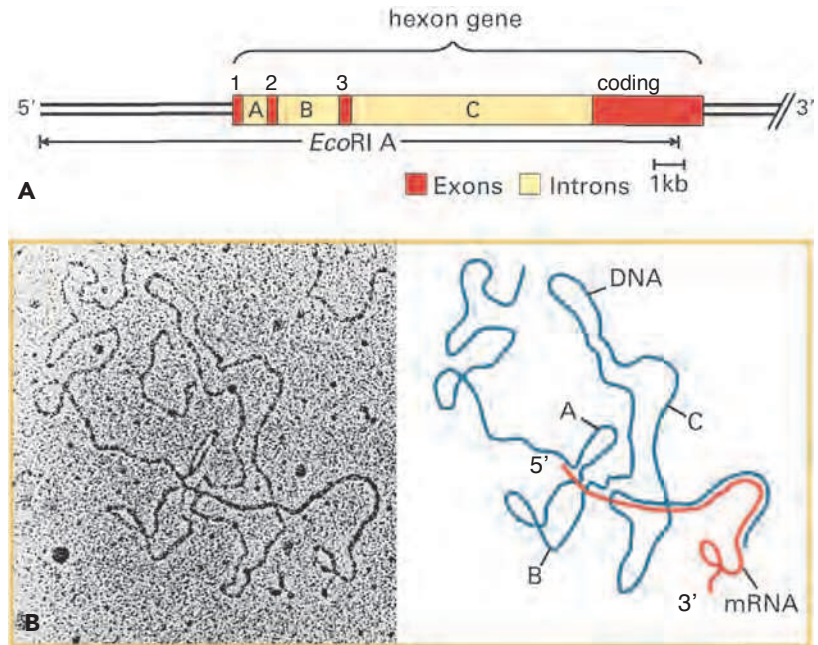 hexon gene
1 2 3 coding
5' A B C 3'
EcoRI A
1kb
A
Exons Introns
DNA
A
C
5'
B
3' mRNA
B